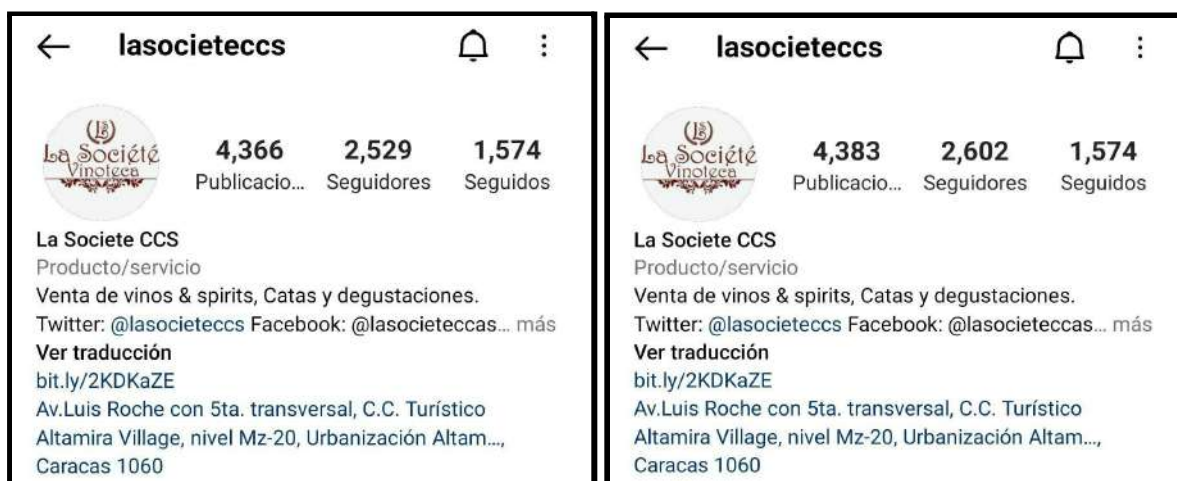 lasocieteccs
LS
La Société
Vinoteca
4,366 2,529 1,574
Publicacio... Seguidores Seguidos
La Societe CCS
Producto/servicio
Venta de vinos & spirits, Catas y degustaciones.
Twitter: @lasocieteccs Facebook: @lasocieteccas... más
Ver traducción
bit.ly/2KDKaZE
Av.Luis Roche con 5ta. transversal, C.C. Turístico
Altamira Village, nivel Mz-20, Urbanización Altam...,
Caracas 1060
lasocieteccs
LS
La Société
Vinoteca
4,383 2,602 1,574
Publicacio... Seguidores Seguidos
La Societe CCS
Producto/servicio
Venta de vinos & spirits, Catas y degustaciones.
Twitter: @lasocieteccs Facebook: @lasocieteccas... más
Ver traducción
bit.ly/2KDKaZE
Av.Luis Roche con 5ta. transversal, C.C. Turístico
Altamira Village, nivel Mz-20, Urbanización Altam...,
Caracas 1060